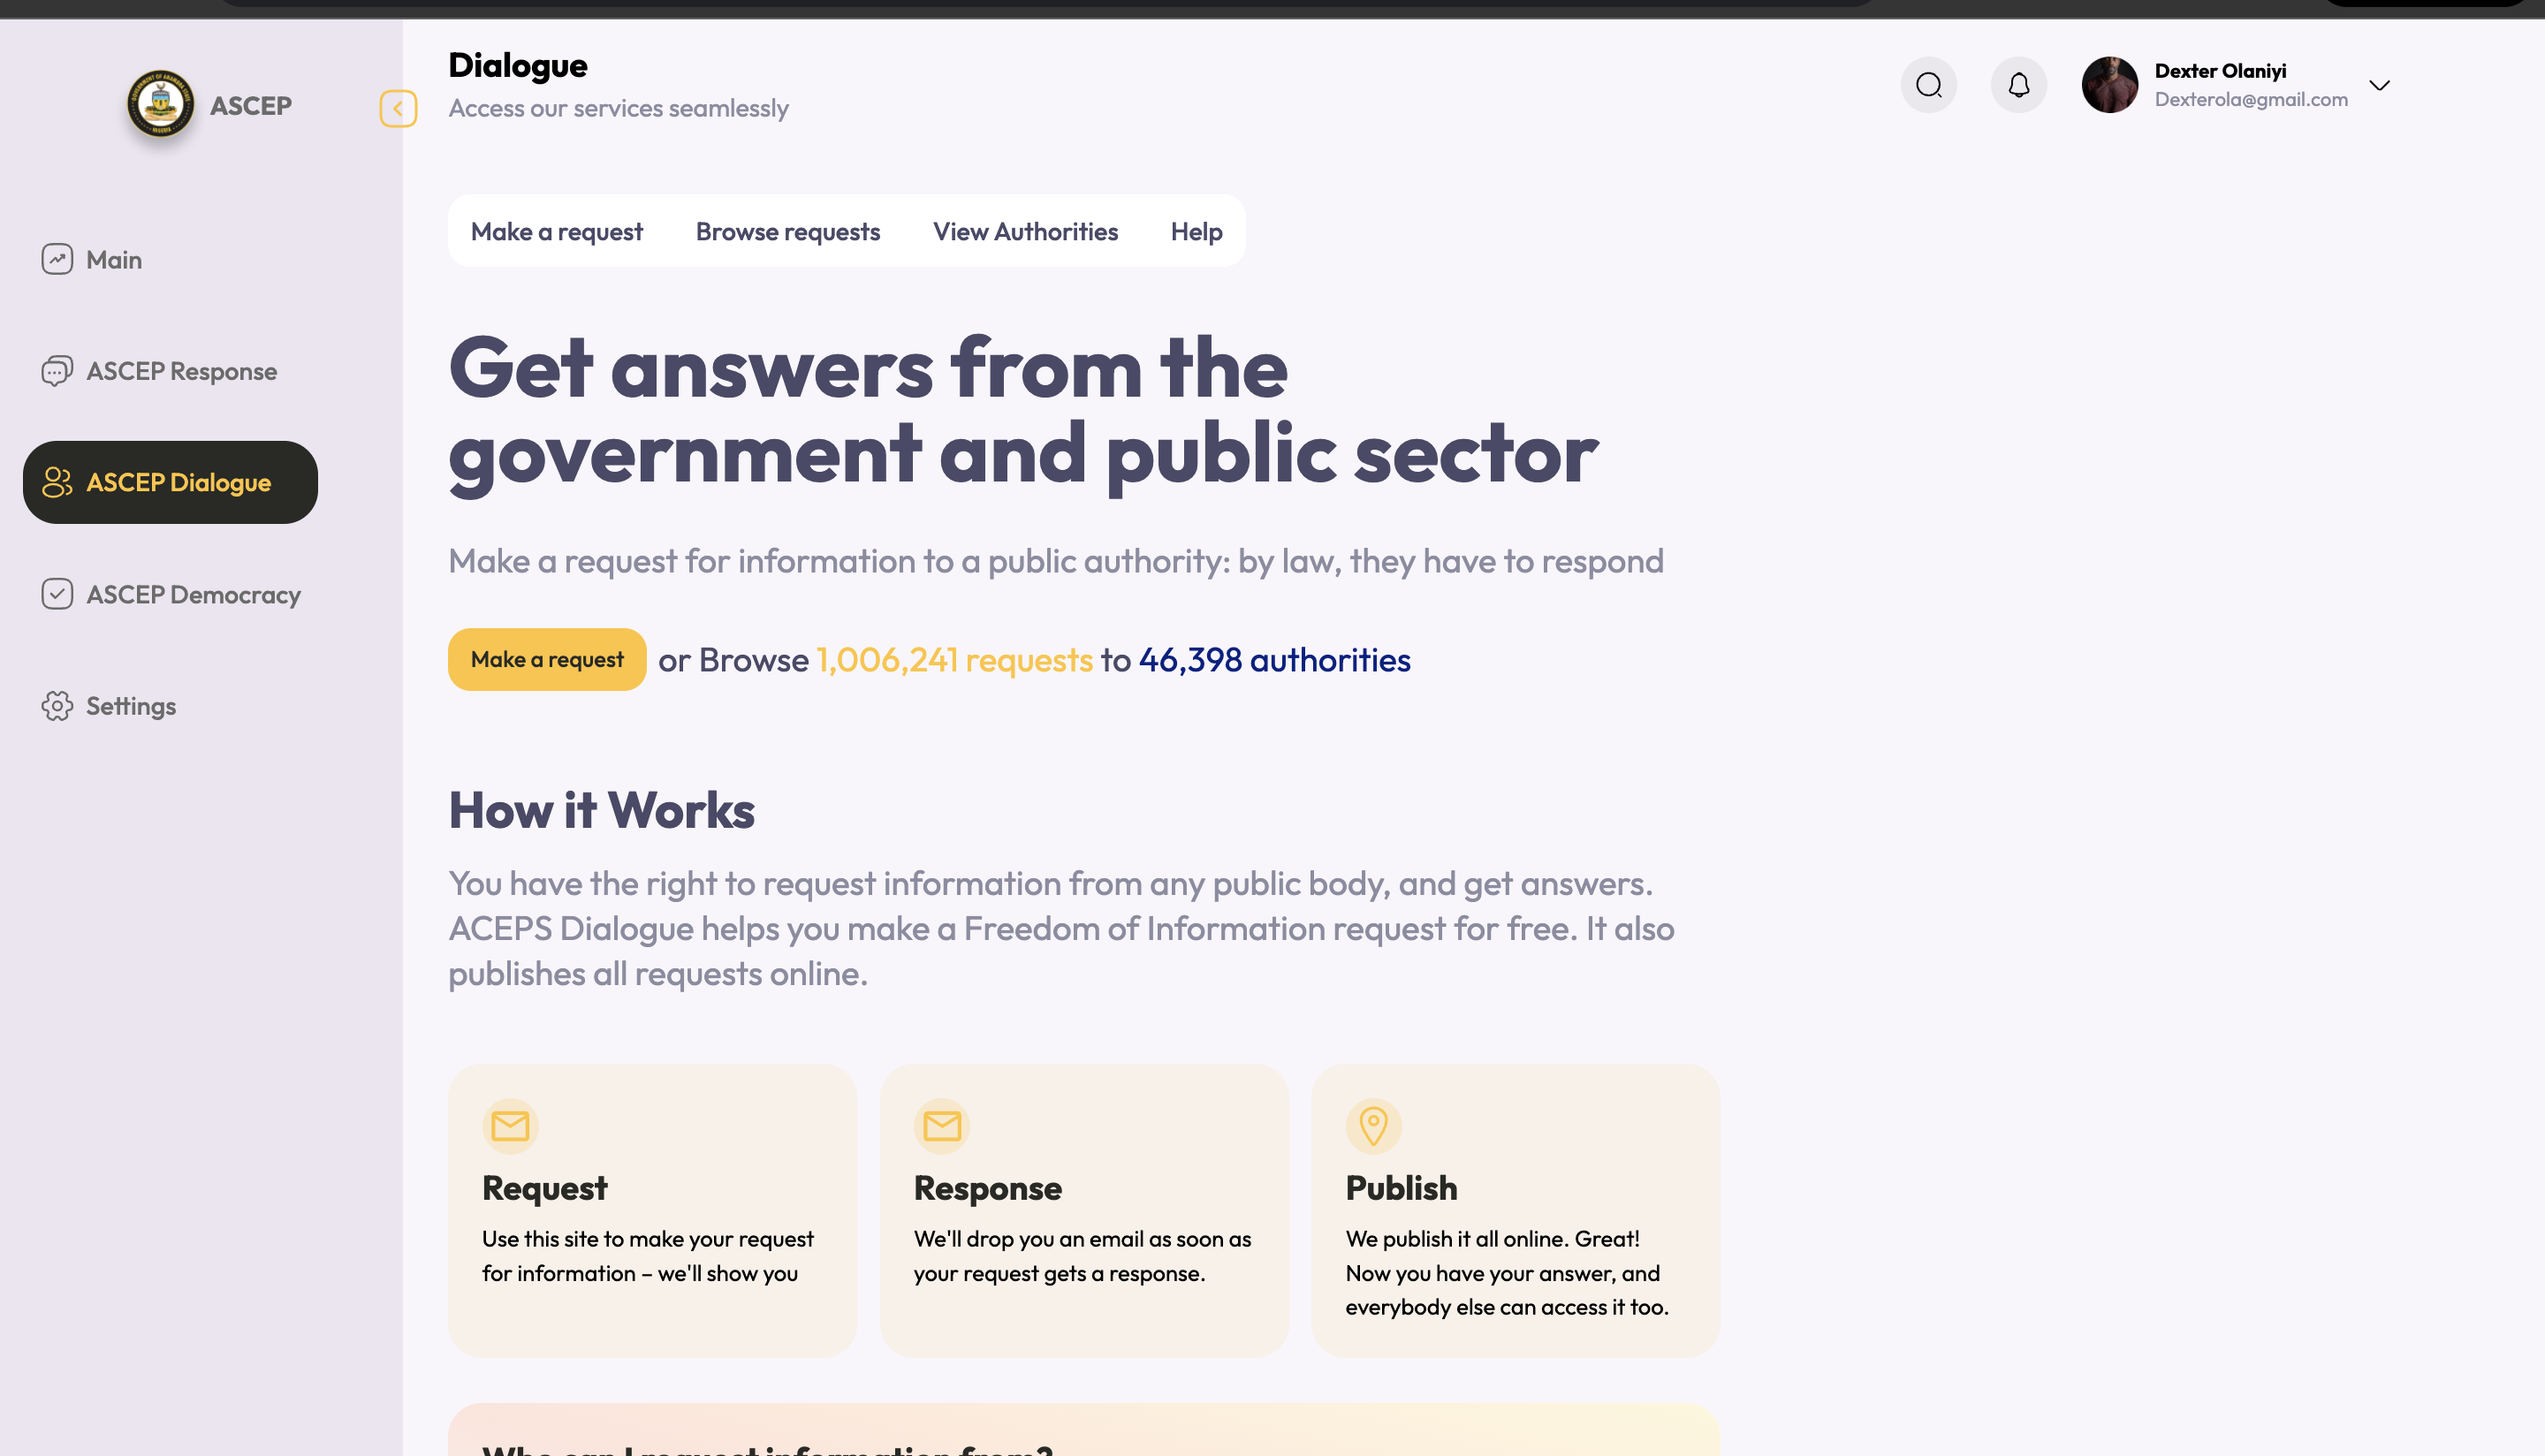 ASCEP
Main
ASCEP Response
ASCEP Dialogue
ASCEP Democracy
Settings
Dialogue
Access our services seamlessly
Dexter Olaniyi
Dexterola@gmail.com
Make a request
Browse requests
View Authorities
Help
Get answers from the
government and public sector
Make a request for information to a public authority: by law, they have to respond
Make a request or Browse 1,006,241 requests to 46,398 authorities
How it Works
You have the right to request information from any public body, and get answers.
ACEPS Dialogue helps you make a Freedom of Information request for free. It also
publishes all requests online.
Request
Use this site to make your request
for information – we'll show you
Response
We'll drop you an email as soon as
your request gets a response.
Publish
We publish it all online. Great!
Now you have your answer, and
everybody else can access it too.
Who can I request information from?